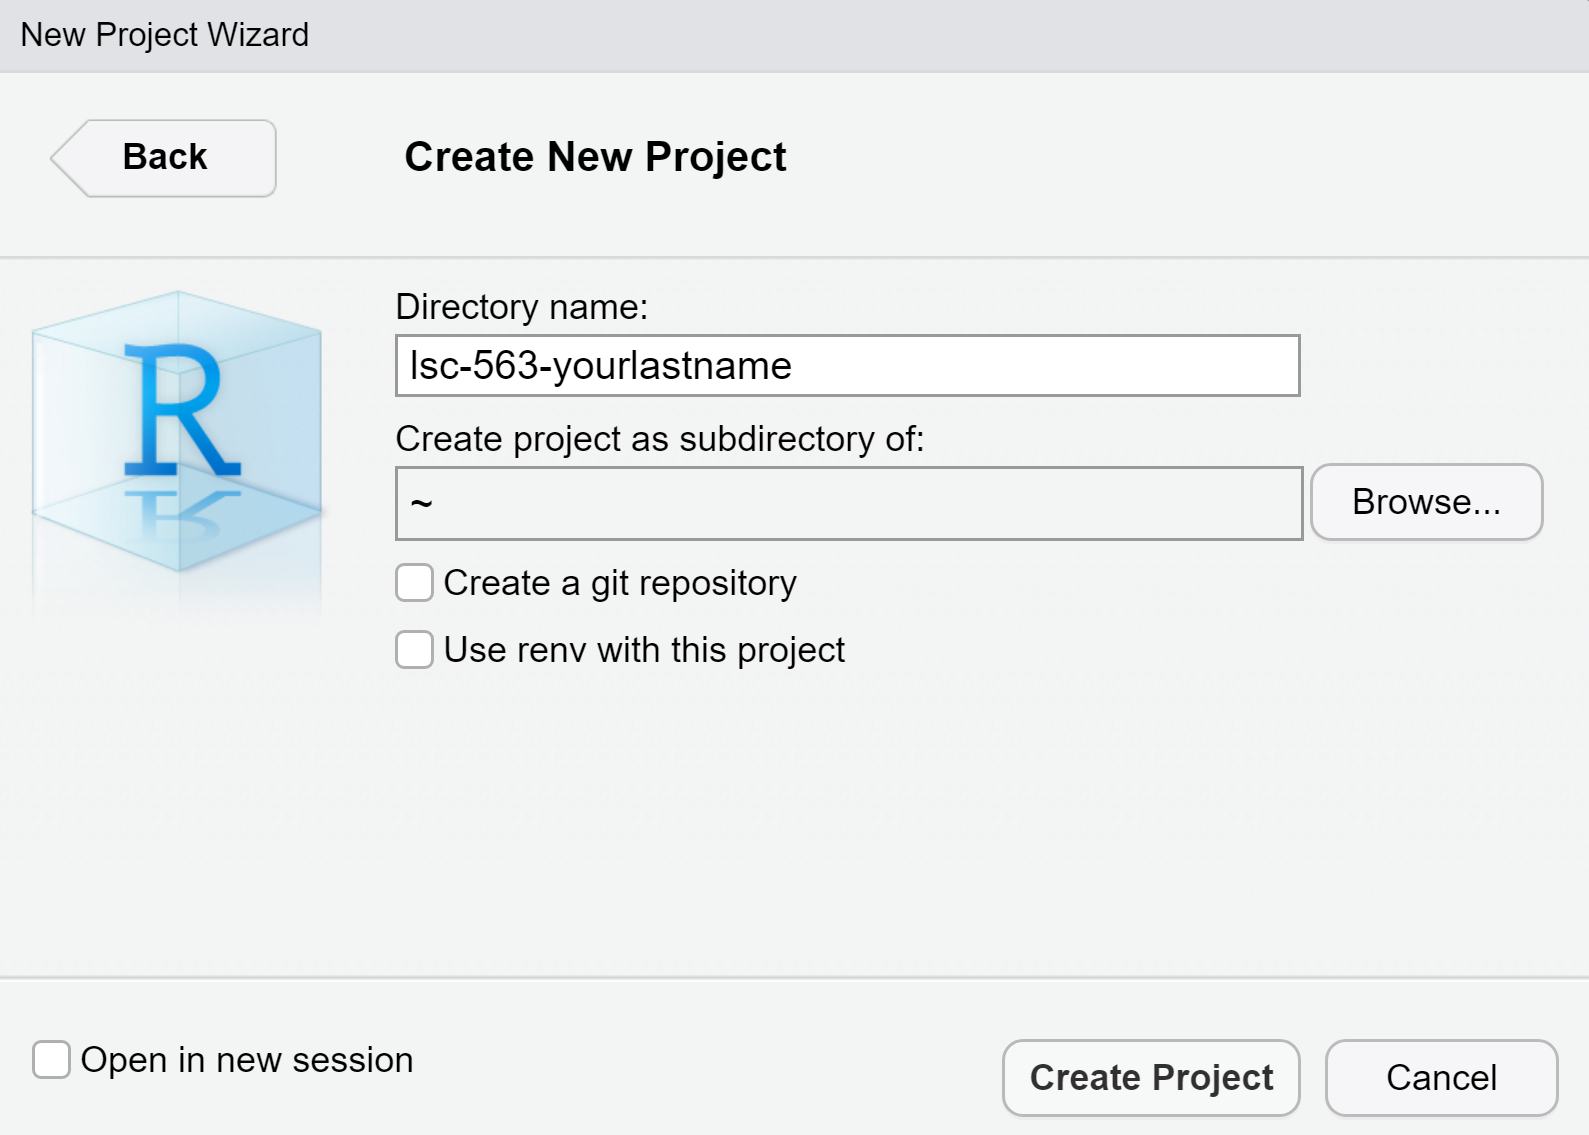 New Project Wizard
Back
Create New Project
R
Directory name:
lsc-563-yourlastname
Create project as subdirectory of:
~
Browse...
Create a git repository
Use renv with this project
Open in new session
Create Project
Cancel